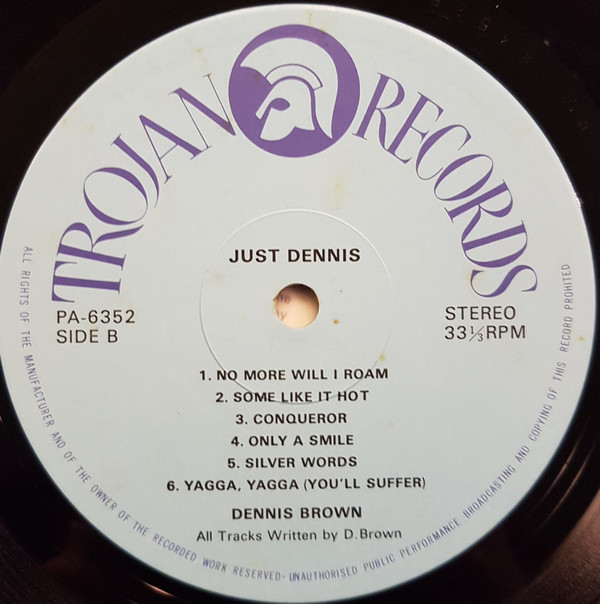 TROJAN RECORDS
JUST DENNIS
PA-6352
SIDE B
STEREO
33⅓RPM
1. NO MORE WILL I ROAM
2. SOME LIKE IT HOT
3. CONQUEROR
4. ONLY A SMILE
5. SILVER WORDS
6. YAGGA, YAGGA (YOU'LL SUFFER)
DENNIS BROWN
All Tracks Written by D.Brown
ALL RIGHTS OF THE MANUFACTURER AND OF THE OWNER OF THE RECORDED WORK RESERVED· UNAUTHORISED PUBLIC PERFORMANCE BROADCASTING AND COPYING OF THIS RECORD PROHITED